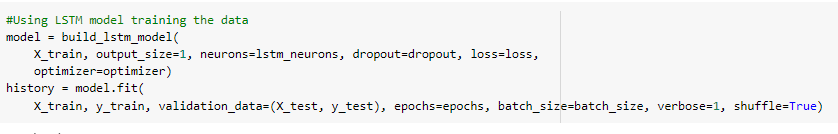 #Using LSTM model training the data
model = build_lstm_model(
    X_train, output_size=1, neurons=lstm_neurons, dropout=dropout, loss=loss,
    optimizer=optimizer)
history = model.fit(
    X_train, y_train, validation_data=(X_test, y_test), epochs=epochs, batch_size=batch_size, verbose=1, shuffle=True)